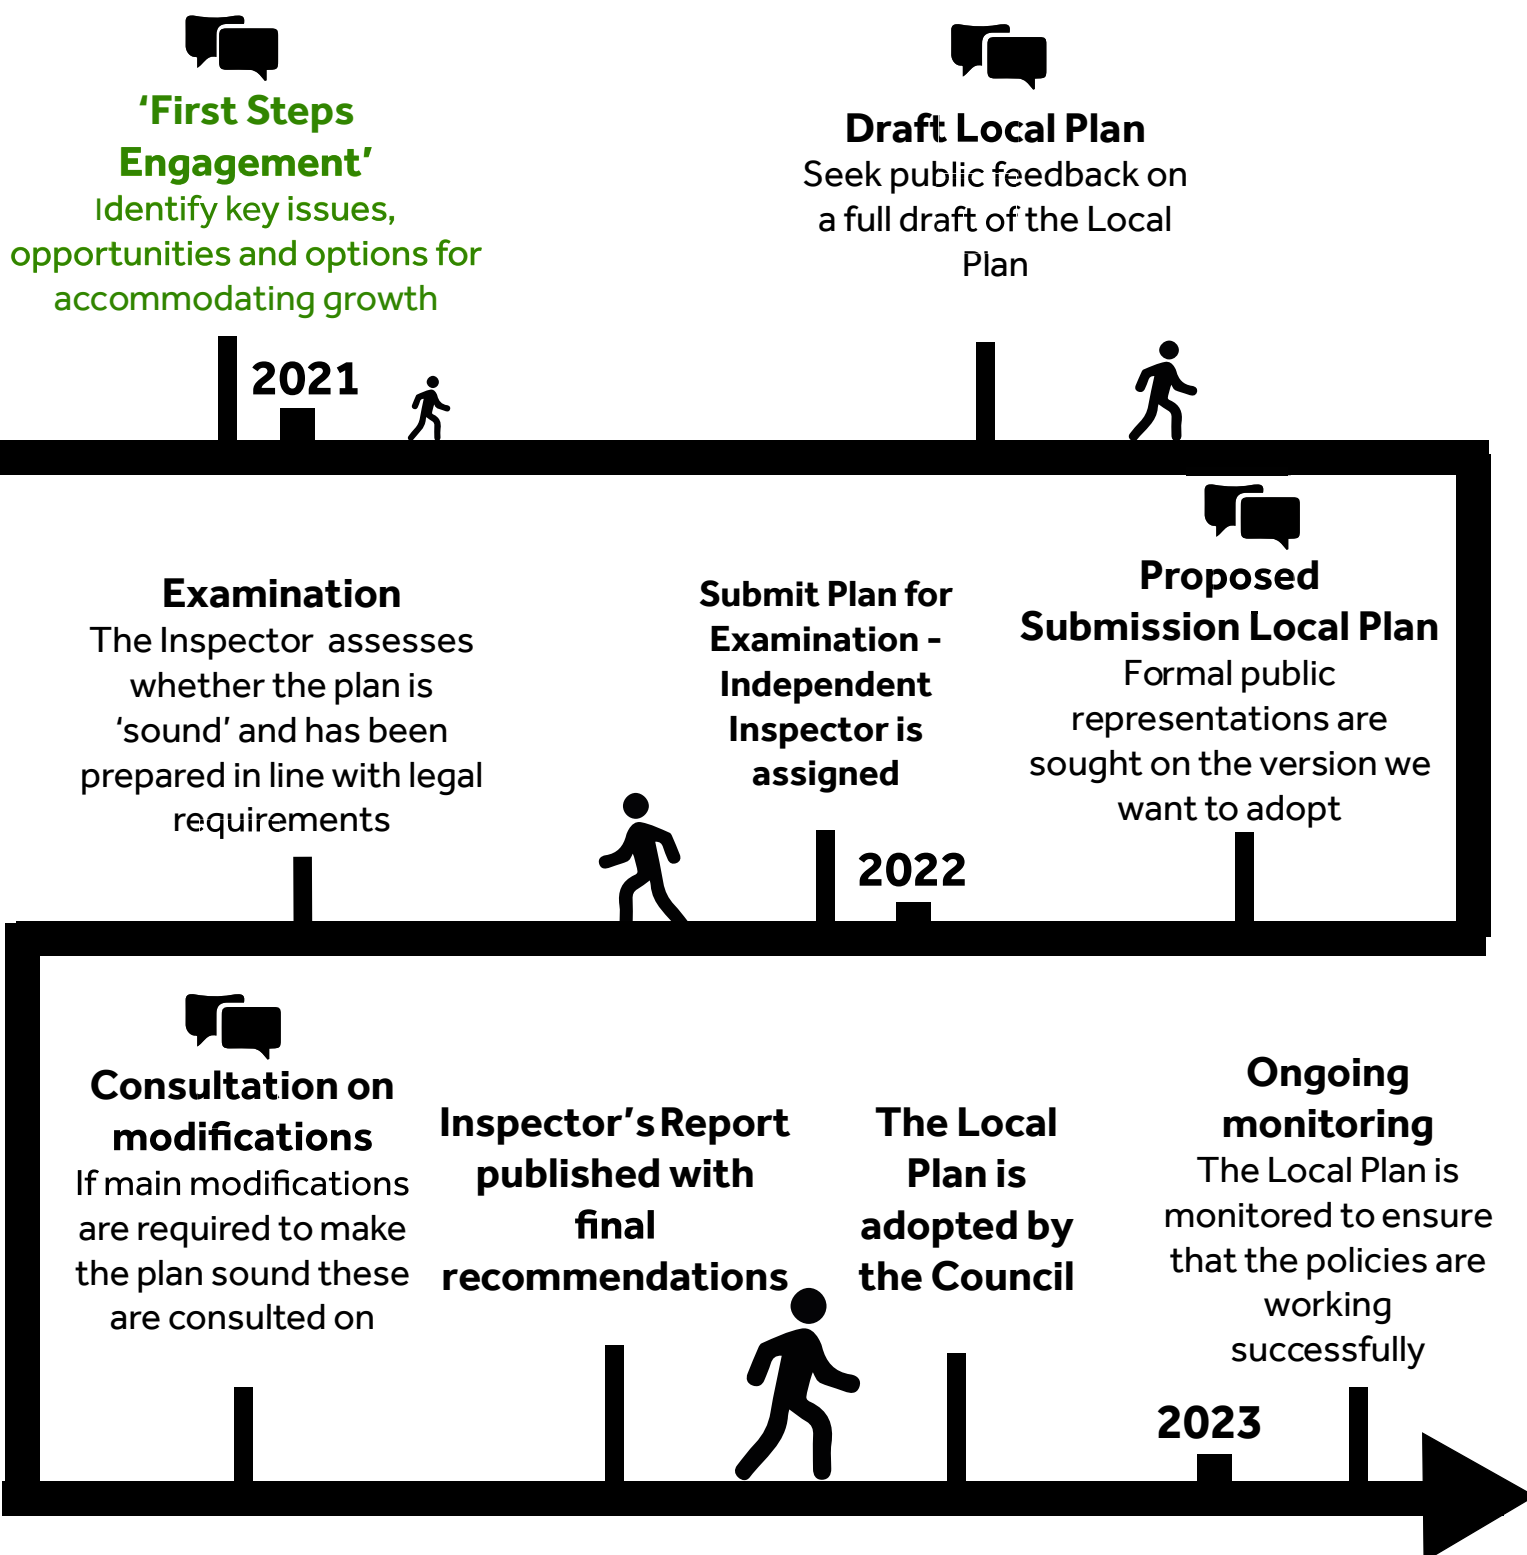 ‘First Steps
Engagement’
Identify key issues,
opportunities and options for
accommodating growth
2021
Draft Local Plan
Seek public feedback on
a full draft of the Local
Plan
Proposed
Submission Local Plan
Formal public
representations are
sought on the version we
want to adopt
2022
Submit Plan for
Examination -
Independent
Inspector is
assigned
Examination
The Inspector  assesses
whether the plan is
‘sound’ and has been
prepared in line with legal
requirements
Consultation on
modifications
If main modifications
are required to make
the plan sound these
are consulted on
Inspector’s Report
published with
final
recommendations
The Local
Plan is
adopted by
the Council
2023
Ongoing
monitoring
The Local Plan is
monitored to ensure
that the policies are
working
successfully